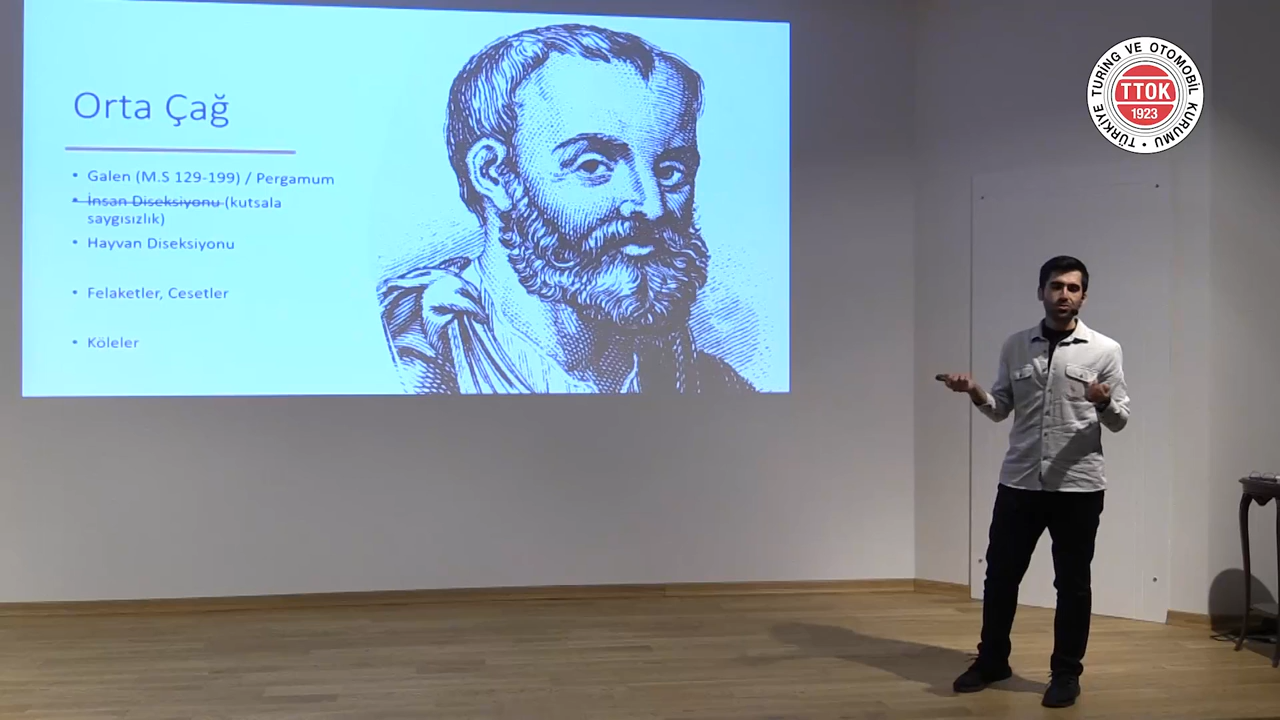 Orta Çağ
• Galen (M.S 129-199) / Pergamum
• İnsan Diseksiyonu (kutsala
saygısızlık)
• Hayvan Diseksiyonu
• Felaketler, Cesetler
• Köleler
TÜRKİYE TURİNG VE OTOMOBİL KURUMU •
TTOK
1923